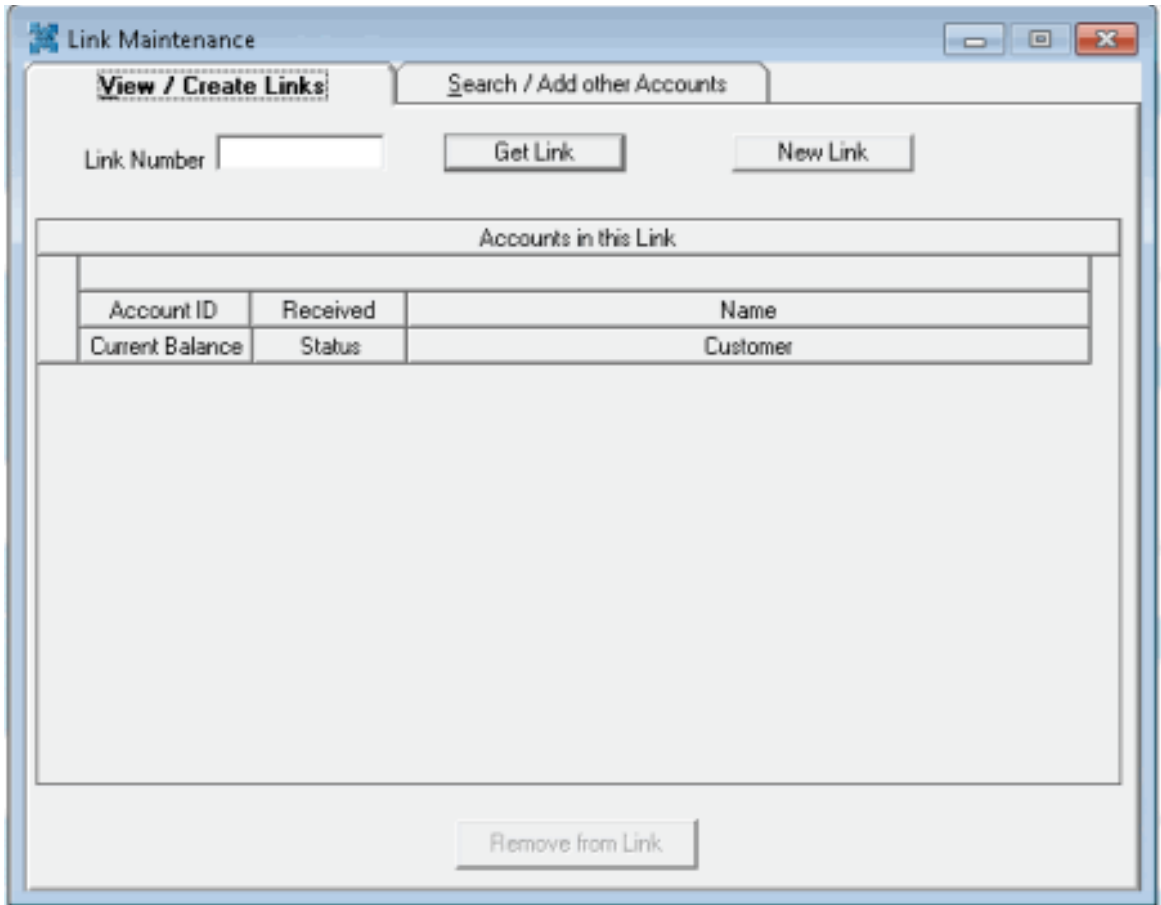 Link Maintenance
View / Create Links Search / Add other Accounts
Link Number Get Link New Link
Accounts in this Link
Account ID Received Name
Current Balance Status Customer
Remove from Link